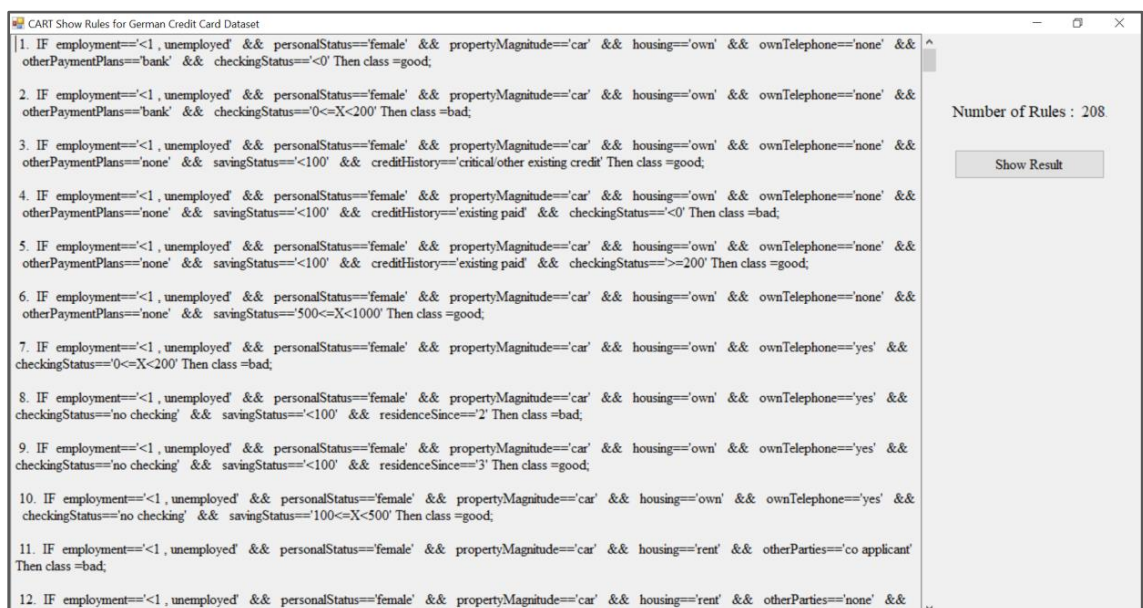 CART Show Rules for German Credit Card Dataset
1. IF employment=='<1 , unemployed' && personalStatus=='female' && propertyMagnitude=='car' && housing=='own' && ownTelephone=='none' &&
otherPaymentPlans=='bank' && checkingStatus=='<0' Then class =good;
2. IF employment=='<1 , unemployed' && personalStatus=='female' && propertyMagnitude=='car' && housing=='own' && ownTelephone=='none' &&
otherPaymentPlans=='bank' && checkingStatus=='0<=X<200' Then class =bad;
Number of Rules : 208.
3. IF employment=='<1 , unemployed' && personalStatus=='female' && propertyMagnitude=='car' && housing=='own' && ownTelephone=='none' &&
otherPaymentPlans=='none' && savingStatus=='<100' && creditHistory=='critical/other existing credit' Then class =good;
Show Result
4. IF employment=='<1 , unemployed' && personalStatus=='female' && propertyMagnitude=='car' && housing=='own' && ownTelephone=='none' &&
otherPaymentPlans=='none' && savingStatus=='<100' && creditHistory=='existing paid' && checkingStatus=='<0' Then class =bad;
5. IF employment=='<1 , unemployed' && personalStatus=='female' && propertyMagnitude=='car' && housing=='own' && ownTelephone=='none' &&
otherPaymentPlans=='none' && savingStatus=='<100' && creditHistory=='existing paid' && checkingStatus=='>=200' Then class =good;
6. IF employment=='<1 , unemployed' && personalStatus=='female' && propertyMagnitude=='car' && housing=='own' && ownTelephone=='none' &&
otherPaymentPlans=='none' && savingStatus=='500<=X<1000' Then class =good;
7. IF employment=='<1 , unemployed' && personalStatus=='female' && propertyMagnitude=='car' && housing=='own' && ownTelephone=='yes' &&
checkingStatus=='0<=X<200' Then class =bad;
8. IF employment=='<1 , unemployed' && personalStatus=='female' && propertyMagnitude=='car' && housing=='own' && ownTelephone=='yes' &&
checkingStatus=='no checking' && savingStatus=='<100' && residenceSince=='2' Then class =bad;
9. IF employment=='<1 , unemployed' && personalStatus=='female' && propertyMagnitude=='car' && housing=='own' && ownTelephone=='yes' &&
checkingStatus=='no checking' && savingStatus=='<100' && residenceSince=='3' Then class =good;
10. IF employment=='<1 , unemployed' && personalStatus=='female' && propertyMagnitude=='car' && housing=='own' && ownTelephone=='yes' &&
checkingStatus=='no checking' && savingStatus=='100<=X<500' Then class =good;
11. IF employment=='<1 , unemployed' && personalStatus=='female' && propertyMagnitude=='car' && housing=='rent' && otherParties=='co applicant'
Then class =bad;
12. IF employment=='<1 , unemployed' && personalStatus=='female' && propertyMagnitude=='car' && housing=='rent' && otherParties=='none' &&